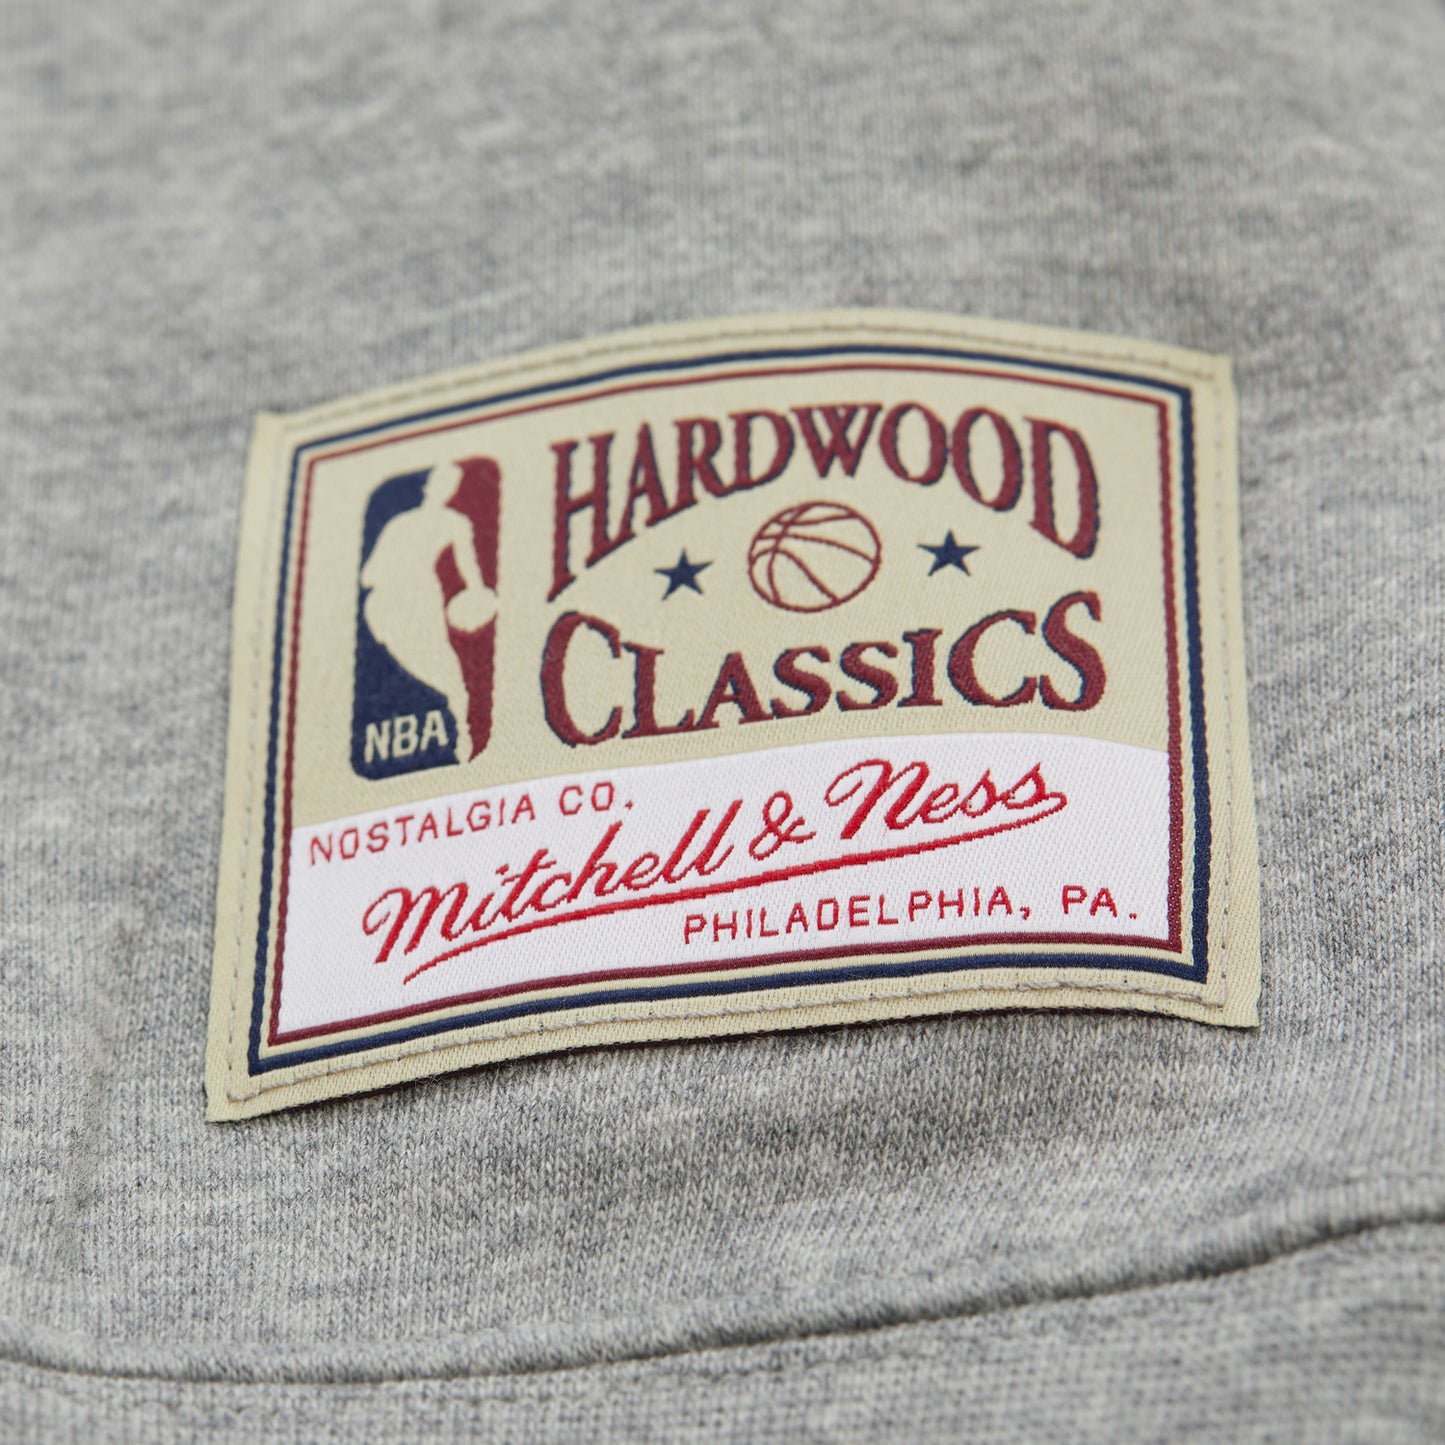 HARDWOOD
CLASSICS
NBA
NOSTALGIA CO.
Mitchell & Ness
PHILADELPHIA, PA.